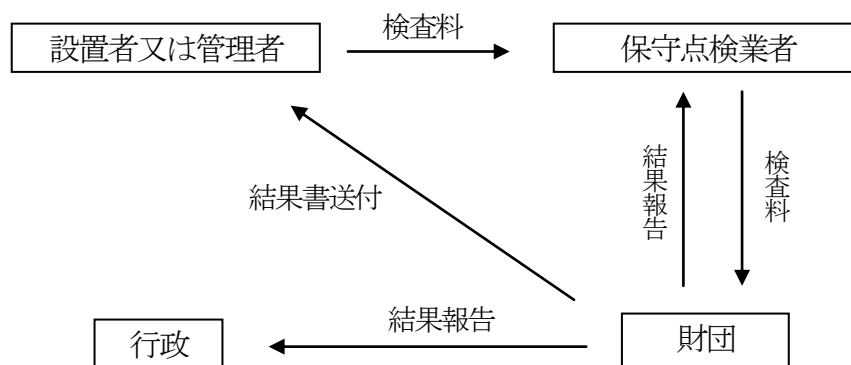 設置者又は管理者
検査料
保守点検業者
結果書送付
結果報告
検査料
行政
結果報告
財団